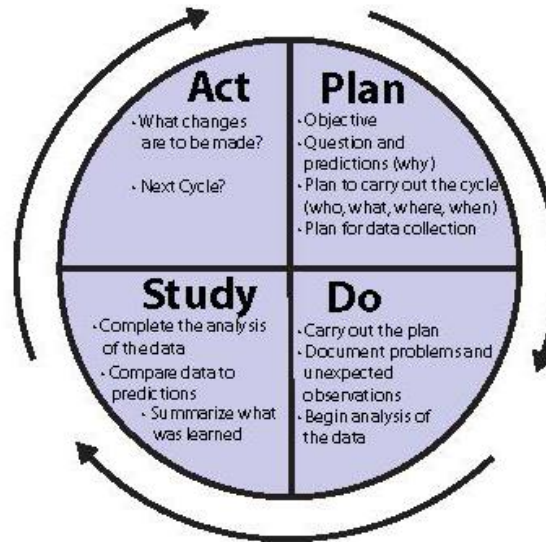 Act
· What changes
are to be made?
· Next Cycle?
Plan
· Objective
· Question and
predictions (why)
· Plan to carry out the cycle
(who, what, where, when)
· Plan for data collection
Study
· Complete the analysis
of the data
· Compare data to
predictions
· Summarize what
was learned
Do
· Carry out the plan
· Document problems and
unexpected
observations
· Begin analysis of
the data